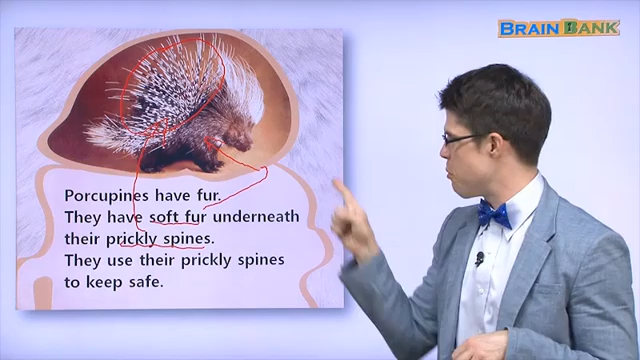 BRAIN BANK
Porcupines have fur.
They have soft fur underneath
their prickly spines.
They use their prickly spines
to keep safe.